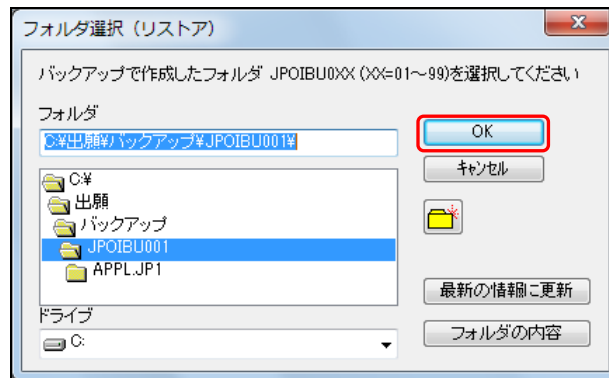 フォルダ選択（リストア）
バックアップで作成したフォルダ JPOIBU0XX (XX=01～99)を選択してください
フォルダ
C:¥出願¥バックアップ¥JPOIBU001¥
OK
キャンセル
C:¥
出願
バックアップ
JPOIBU001
APPL.JP1
最新の情報に更新
ドライブ
C:
フォルダの内容